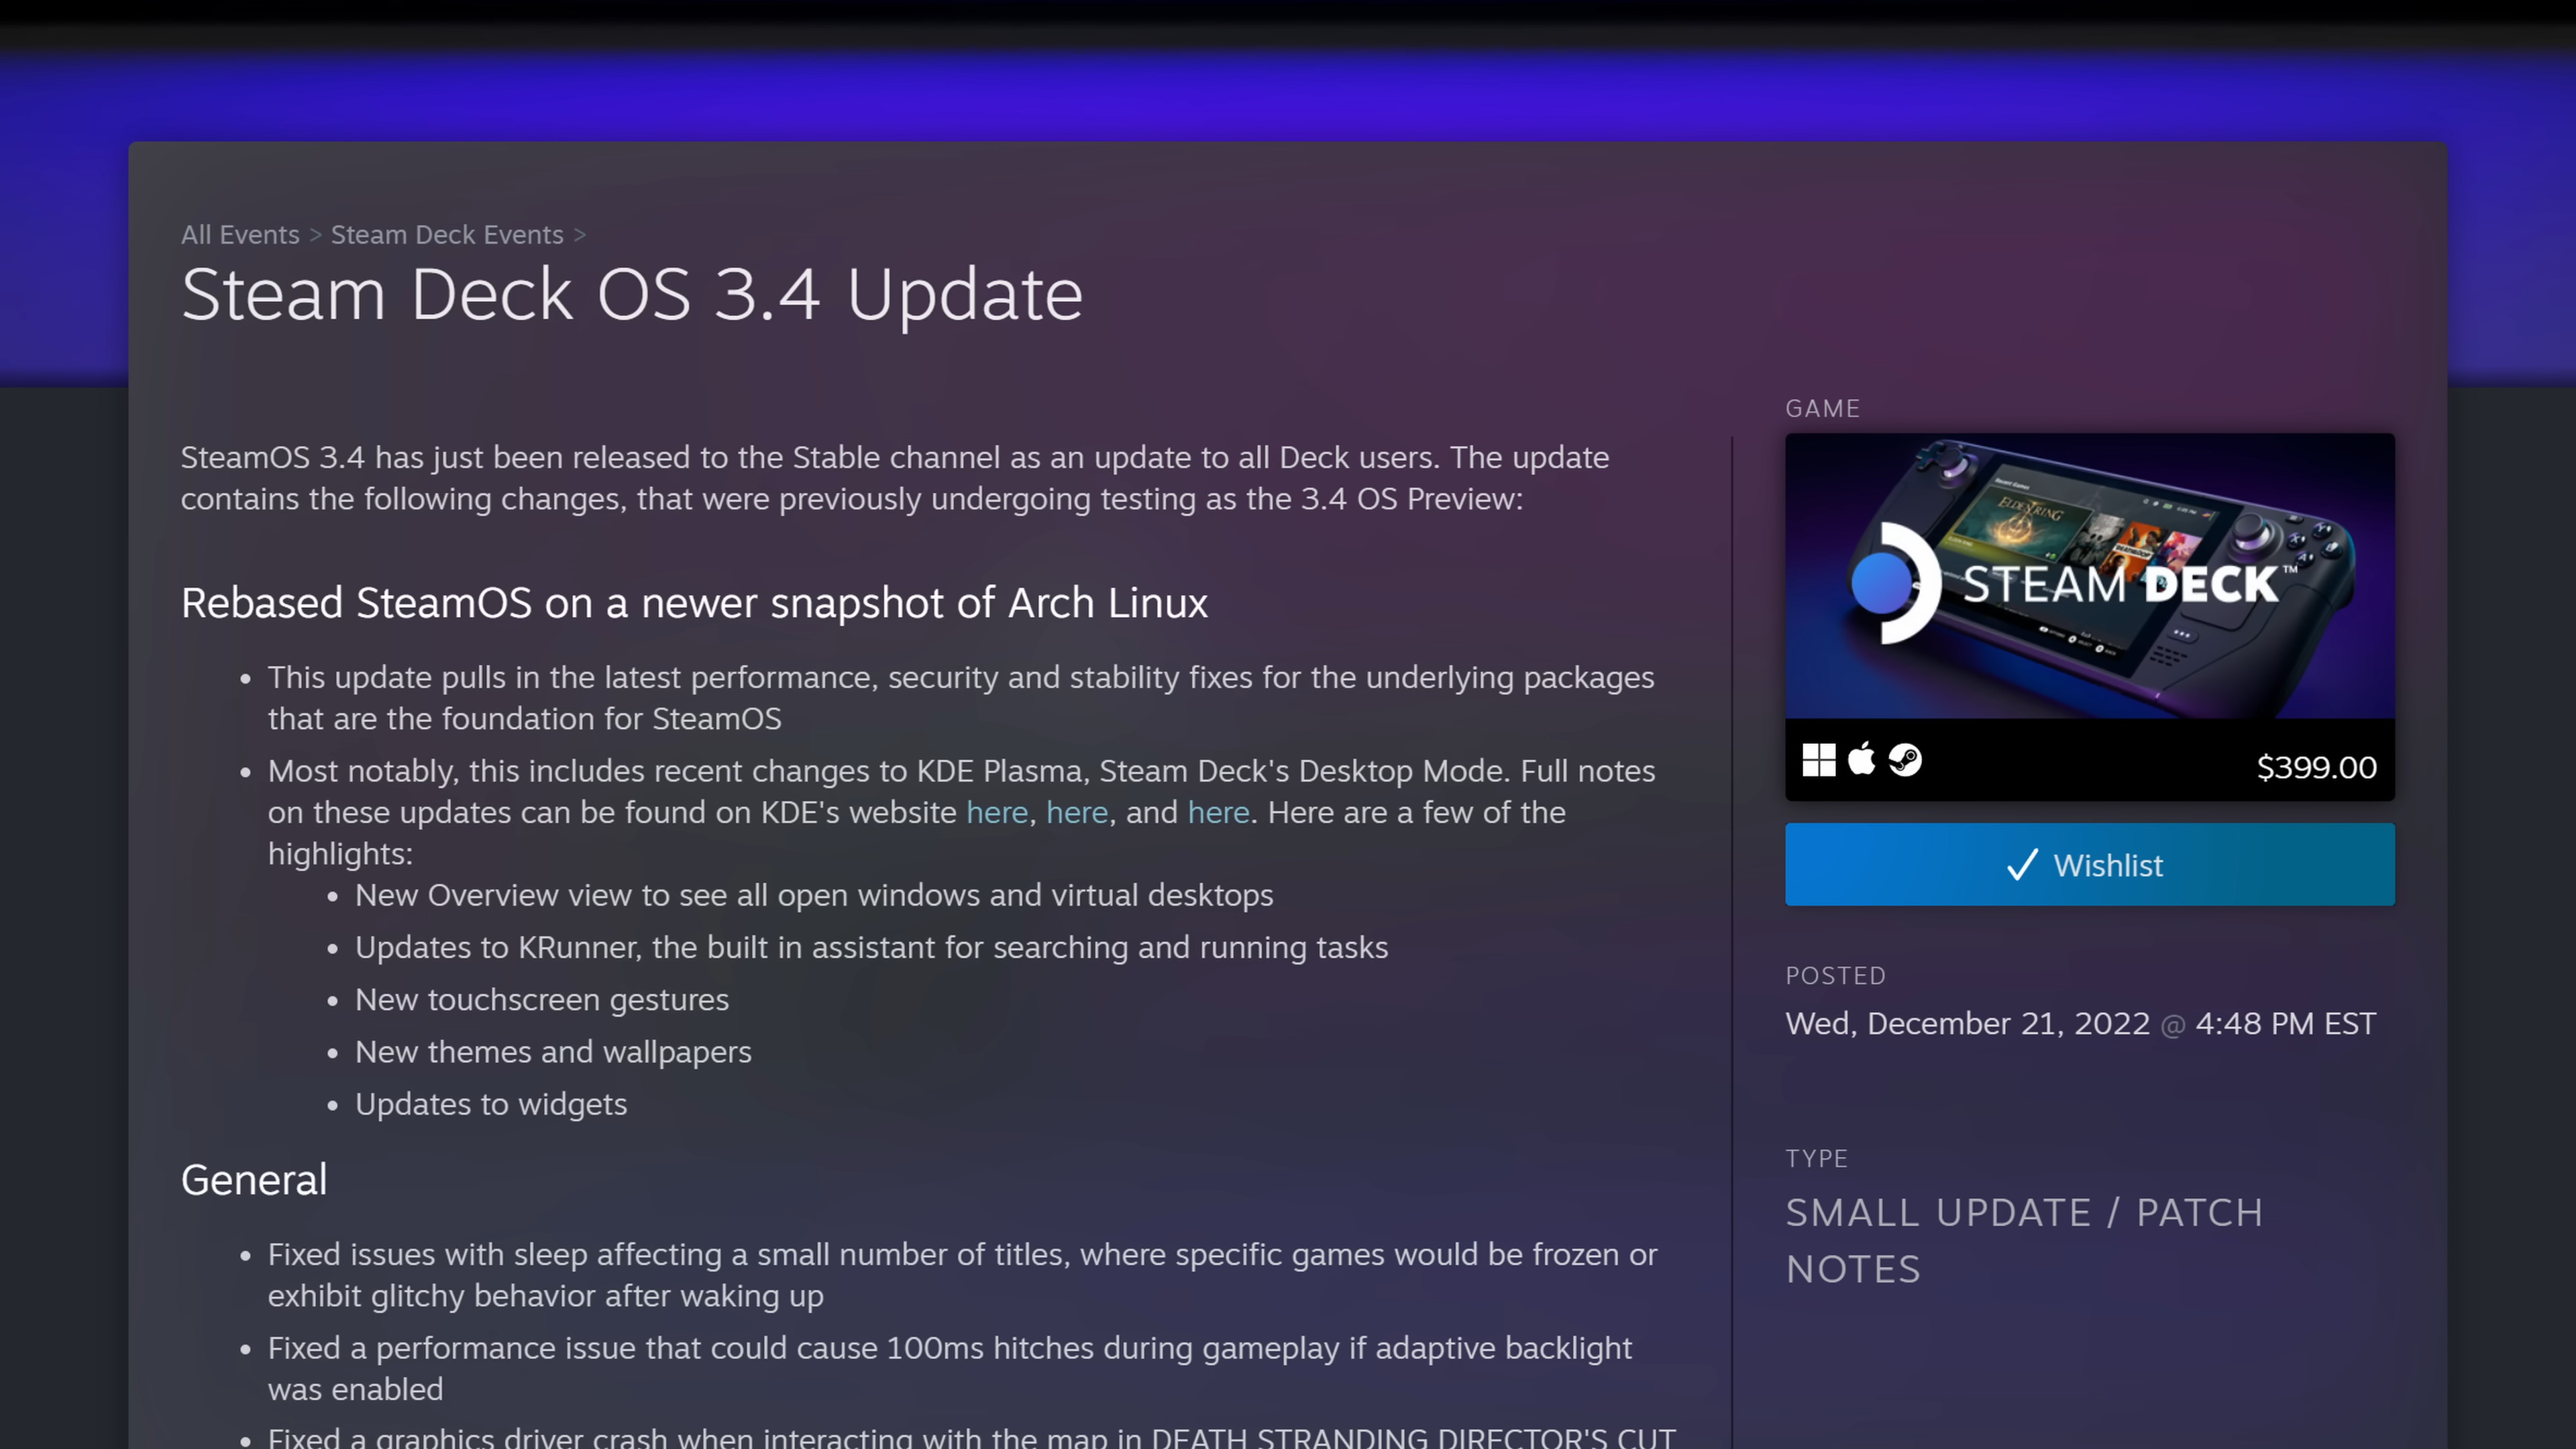 All Events > Steam Deck Events >
Steam Deck OS 3.4 Update
SteamOS 3.4 has just been released to the Stable channel as an update to all Deck users. The update
contains the following changes, that were previously undergoing testing as the 3.4 OS Preview:
Rebased SteamOS on a newer snapshot of Arch Linux
• This update pulls in the latest performance, security and stability fixes for the underlying packages
that are the foundation for SteamOS
• Most notably, this includes recent changes to KDE Plasma, Steam Deck's Desktop Mode. Full notes
on these updates can be found on KDE's website here, here, and here. Here are a few of the
highlights:
• New Overview view to see all open windows and virtual desktops
• Updates to KRunner, the built in assistant for searching and running tasks
• New touchscreen gestures
• New themes and wallpapers
• Updates to widgets
General
• Fixed issues with sleep affecting a small number of titles, where specific games would be frozen or
exhibit glitchy behavior after waking up
• Fixed a performance issue that could cause 100ms hitches during gameplay if adaptive backlight
was enabled
• Fixed a graphics driver crash when interacting with the map in DEATH STRANDING DIRECTOR'S CUT
GAME
Recent Games
ELDEN RING
DEATHLOOP
STEAM DECK™
$399.00
✓ Wishlist
POSTED
Wed, December 21, 2022 @ 4:48 PM EST
TYPE
SMALL UPDATE / PATCH
NOTES